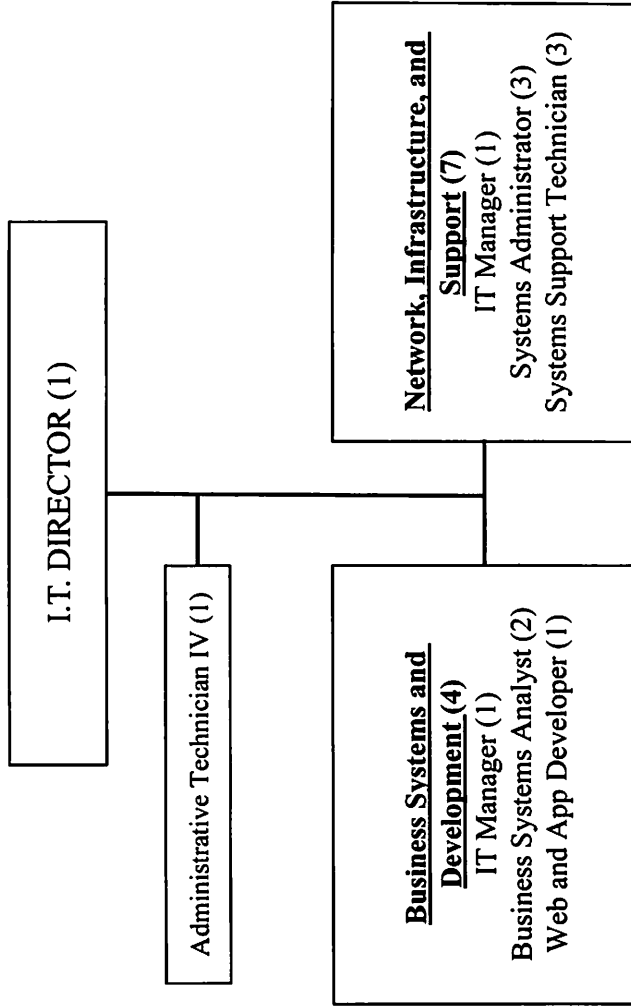 I.T. DIRECTOR (1)
Administrative Technician IV (1)
Business Systems and
Development (4)
IT Manager (1)
Business Systems Analyst (2)
Web and App Developer (1)
Network, Infrastructure, and
Support (7)
IT Manager (1)
Systems Administrator (3)
Systems Support Technician (3)